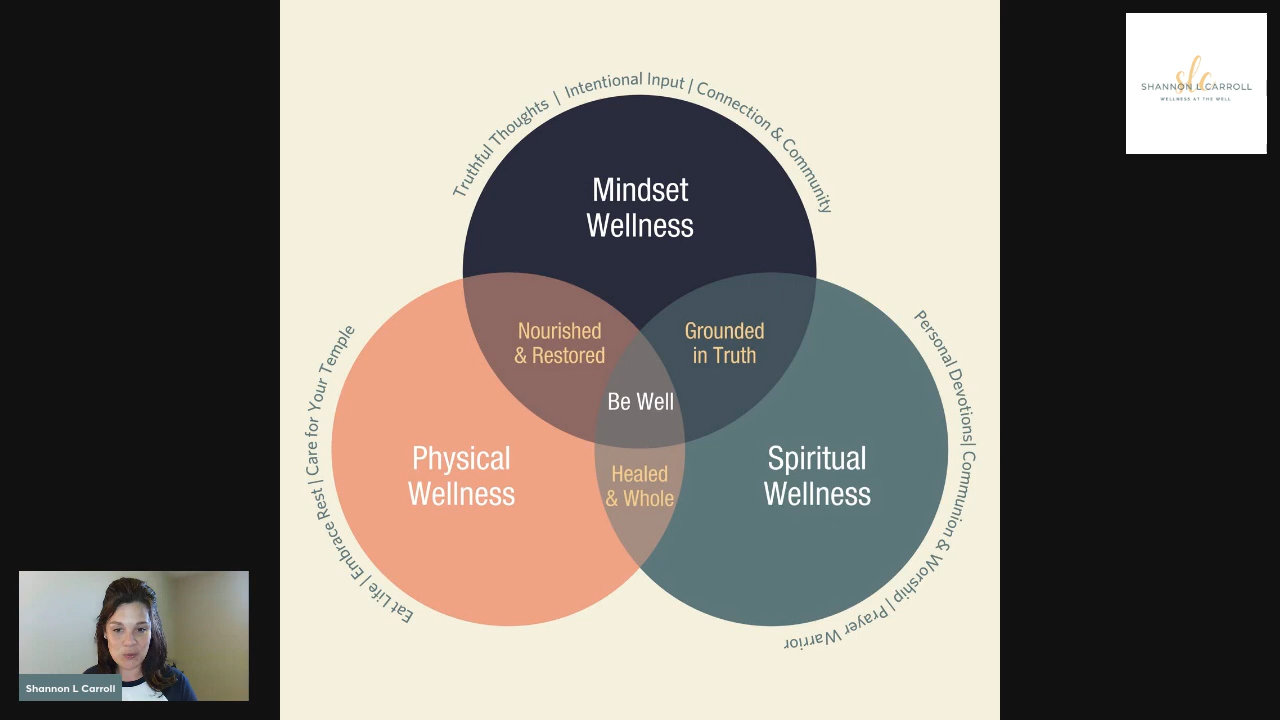 Truthful Thoughts | Intentional Input | Connection & Community
Mindset
Wellness
Nourished
& Restored
Grounded
in Truth
Be Well
Physical
Wellness
Spiritual
Wellness
Healed
& Whole
Eat Life | Embrace Rest | Care for Your Temple
Personal Devotions| Communion & Worship | Prayer Warrior
slc
SHANNON L CARROLL
WELLNESS AT THE WELL
Shannon L Carroll